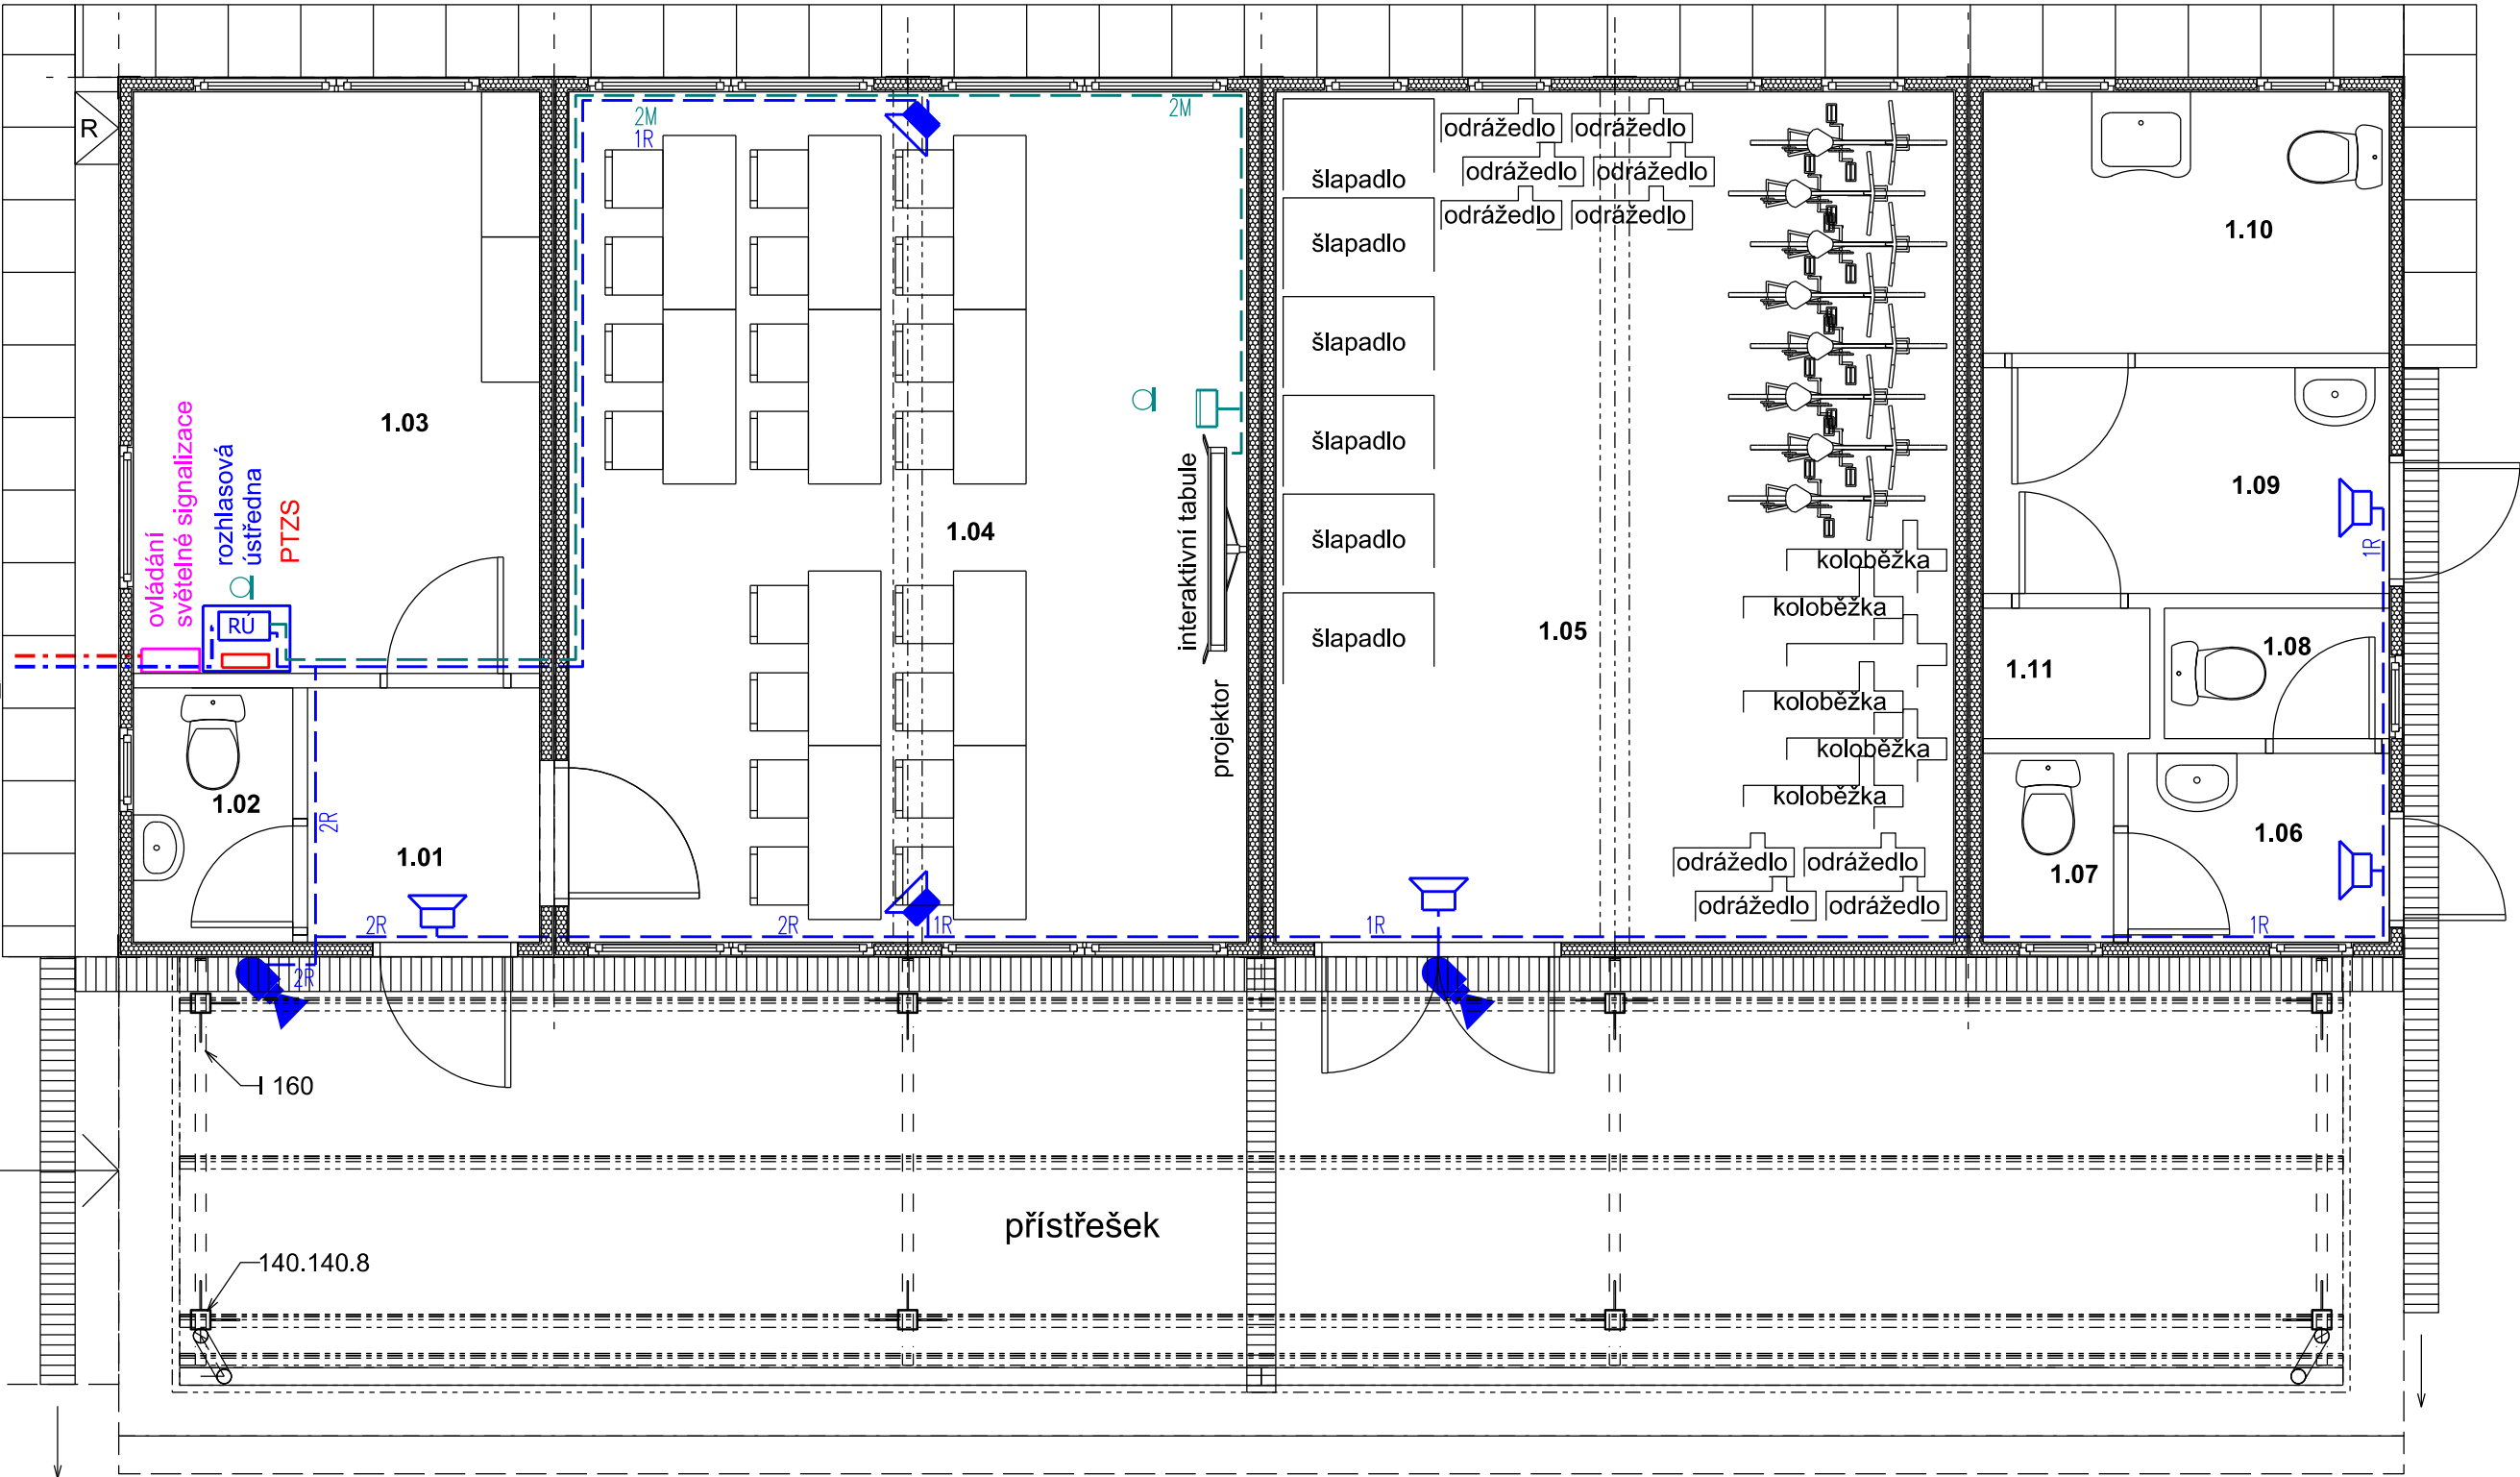 R
2M
1R
2M
odrážedlo odrážedlo
odrážedlo odrážedlo
odrážedlo odrážedlo
šlapadlo
šlapadlo
šlapadlo
šlapadlo
šlapadlo
šlapadlo
1.10
1.03
1.04
1.05
1.09
1R
ovládání
světelné signalizace
rozhlasová
ústředna
PTZS
RÚ
interaktivní tabule
projektor
koloběžka
koloběžka
koloběžka
koloběžka
koloběžka
1.11
1.08
1.02
2R
1.01
1.07
1.06
odrážedlo odrážedlo
odrážedlo odrážedlo
2R
2R
1R
1R
1R
2R
I 160
přístřešek
140.140.8